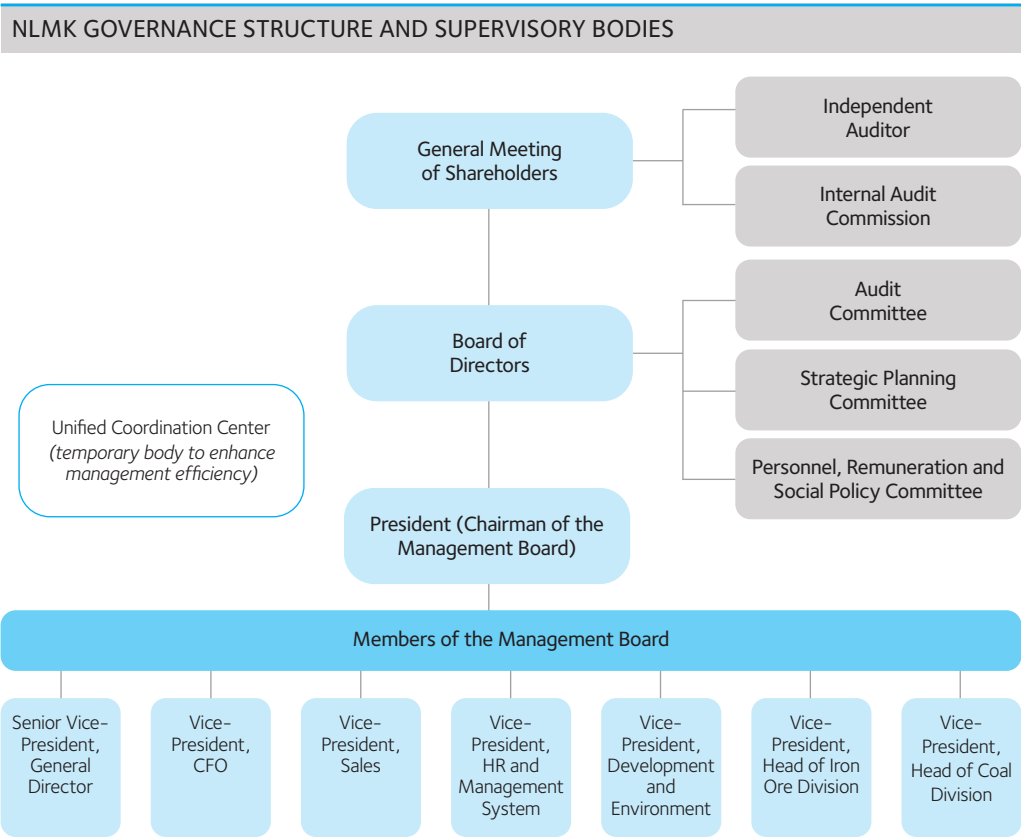 NLMK GOVERNANCE STRUCTURE AND SUPERVISORY BODIES
Independent
Auditor
General Meeting
of Shareholders
Internal Audit
Commission
Audit
Committee
Board of
Directors
Strategic Planning
Committee
Unified Coordination Center
(temporary body to enhance
management efficiency)
Personnel, Remuneration and
Social Policy Committee
President (Chairman of the
Management Board)
Members of the Management Board
Senior Vice-
President,
General
Director
Vice-
President,
CFO
Vice-
President,
Sales
Vice-
President,
HR and
Management
System
Vice-
President,
Development
and
Environment
Vice-
President,
Head of Iron
Ore Division
Vice-
President,
Head of Coal
Division